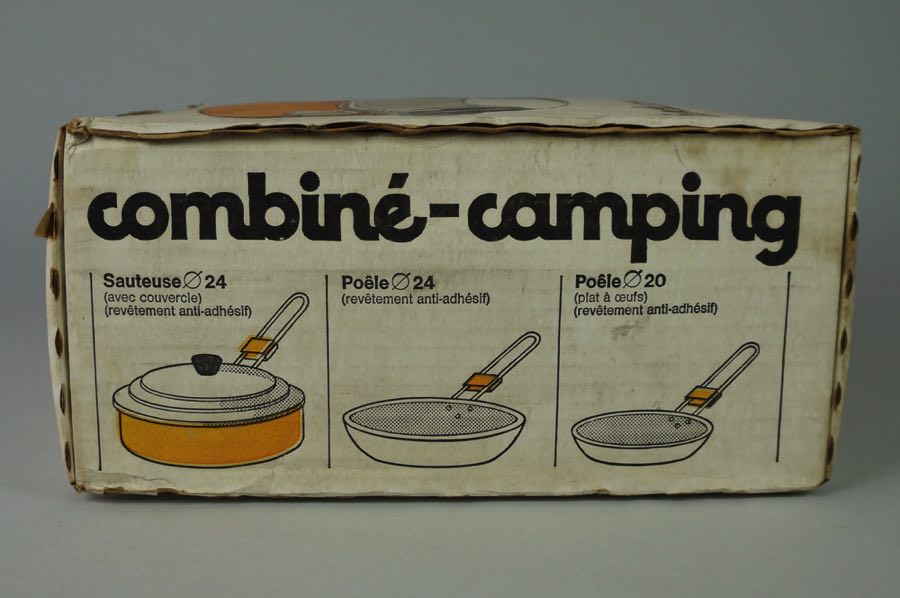 combiné-camping
Sauteuse Ø 24
(avec couvercle)
(revêtement anti-adhésif)
Poêle Ø 24
(revêtement anti-adhésif)
Poêle Ø 20
(plat à œufs)
(revêtement anti-adhésif)